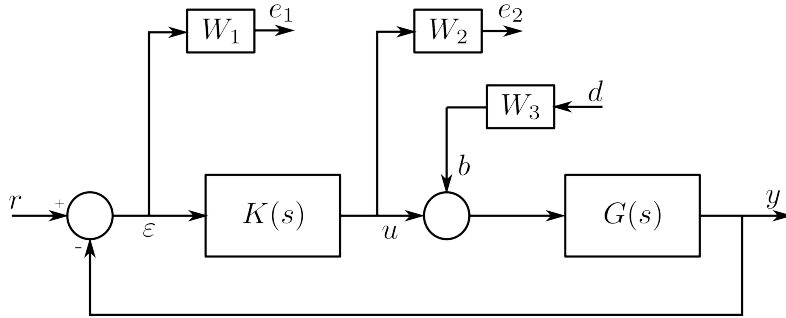 e₁
e₂
W₁
W₂
W₃
d
b
r
+
-
ε
K(s)
u
G(s)
y